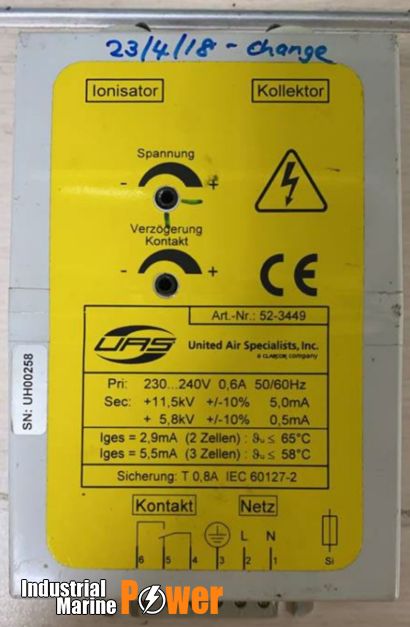 23/4/18 - change
Ionisator Kollektor
Spannung
- +
Verzögerung
Kontakt
- +
CE
Art.-Nr.: 52-3449
UAS United Air Specialists, Inc.
a CLARCOR company
Pri: 230...240V 0,6A 50/60Hz
Sec: +11,5kV +/-10% 5,0mA
+ 5,8kV +/-10% 0,5mA
Iges = 2,9mA (2 Zellen) : ϑᵤ ≤ 65°C
Iges = 5,5mA (3 Zellen) : ϑᵤ ≤ 58°C
Sicherung: T 0,8A IEC 60127-2
SN: UH00258
Kontakt Netz
L N
6 5 4 3 2 1 Si
Industrial
Marine Power